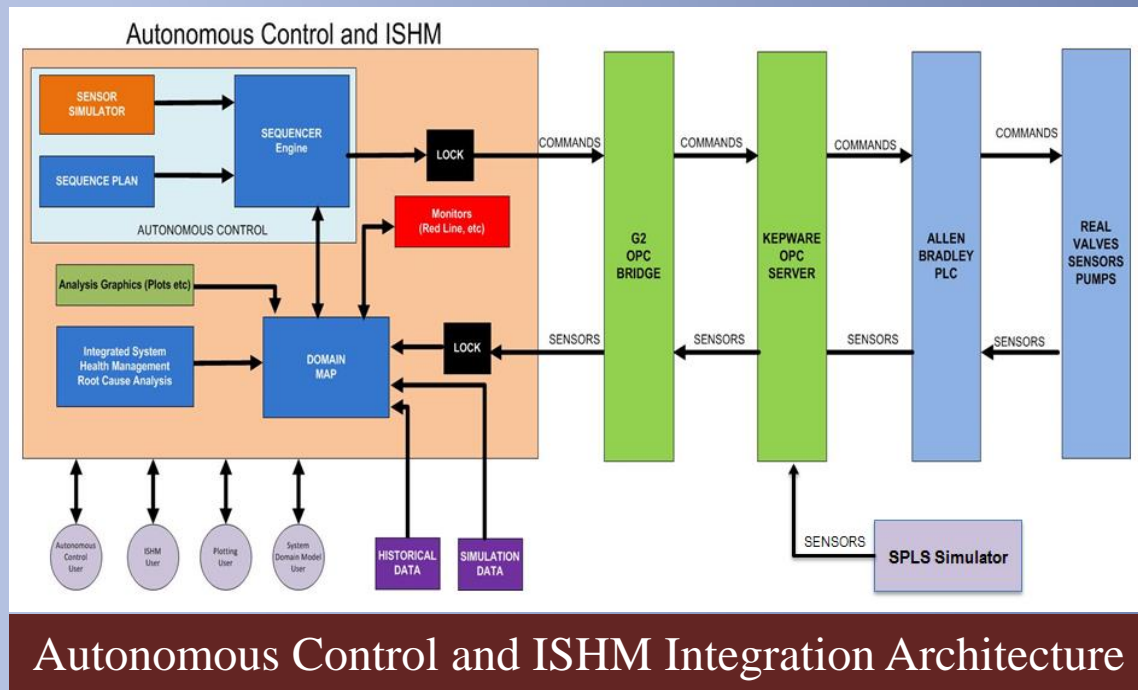 Autonomous Control and ISHM
SENSOR
SIMULATOR
SEQUENCE PLAN
SEQUENCER
Engine
AUTONOMOUS CONTROL
LOCK
COMMANDS
COMMANDS
COMMANDS
COMMANDS
Monitors
(Red Line, etc)
Analysis Graphics (Plots etc)
Integrated System
Health Management
Root Cause Analysis
DOMAIN
MAP
LOCK
SENSORS
SENSORS
SENSORS
SENSORS
G2
OPC
BRIDGE
KEPWARE
OPC
SERVER
ALLEN
BRADLEY
PLC
REAL
VALVES
SENSORS
PUMPS
Autonomous
Control
User
ISHM
User
Plotting
User
System
Domain Model
User
HISTORICAL
DATA
SIMULATION
DATA
SENSORS
SPLS Simulator
Autonomous Control and ISHM Integration Architecture